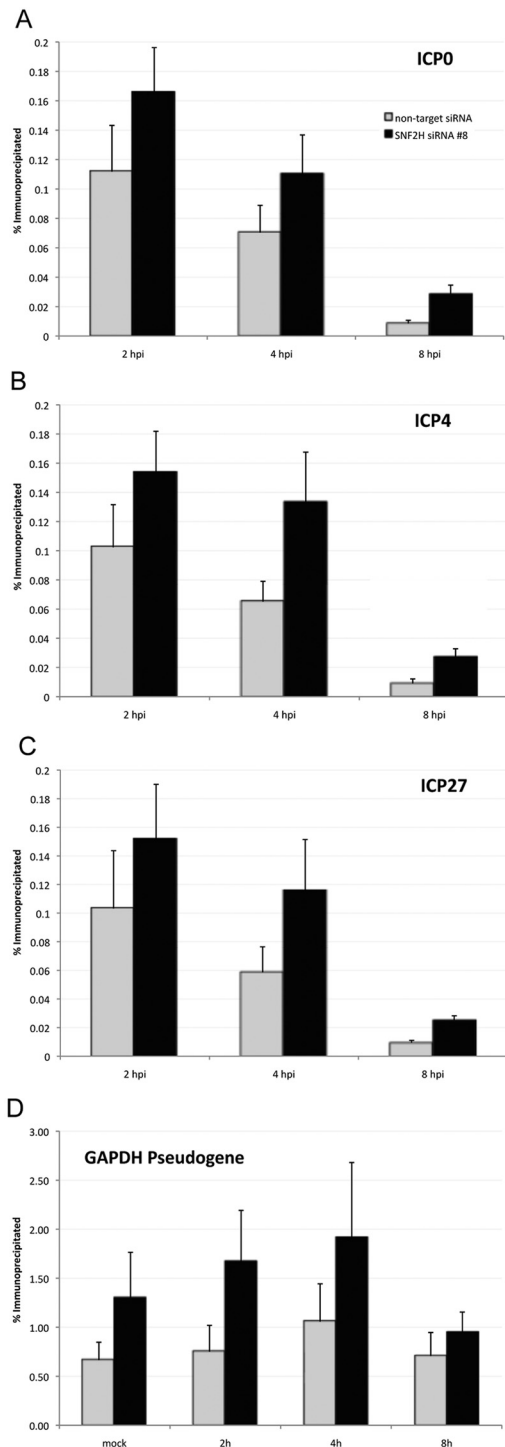 A
ICP0
non-target siRNA
SNF2H siRNA #8
% Immunoprecipitated
0.2
0.18
0.16
0.14
0.12
0.1
0.08
0.06
0.04
0.02
0
2 hpi 4 hpi 8 hpi
B
ICP4
% Immunoprecipitated
0.2
0.18
0.16
0.14
0.12
0.1
0.08
0.06
0.04
0.02
0
2 hpi 4 hpi 8 hpi
C
ICP27
% Immunoprecipitated
0.2
0.18
0.16
0.14
0.12
0.1
0.08
0.06
0.04
0.02
0
2 hpi 4 hpi 8 hpi
D
GAPDH Pseudogene
% Immunoprecipitated
3.00
2.50
2.00
1.50
1.00
0.50
0.00
mock 2h 4h 8h